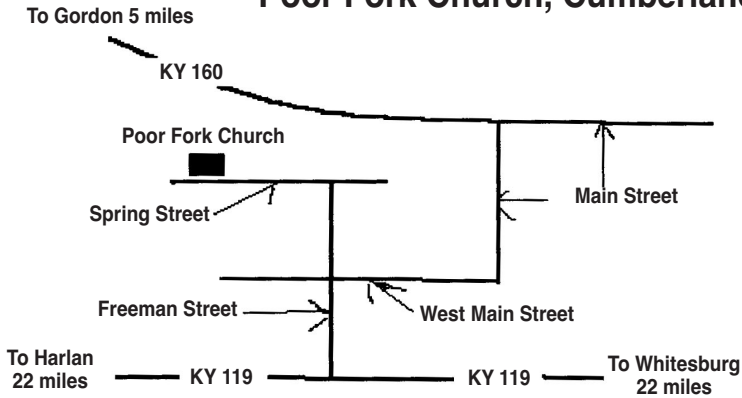 Poor Fork Church, Cumberland
To Gordon 5 miles
KY 160
Poor Fork Church
Main Street
Spring Street
Freeman Street
West Main Street
To Harlan
22 miles
KY 119
KY 119
To Whitesburg
22 miles